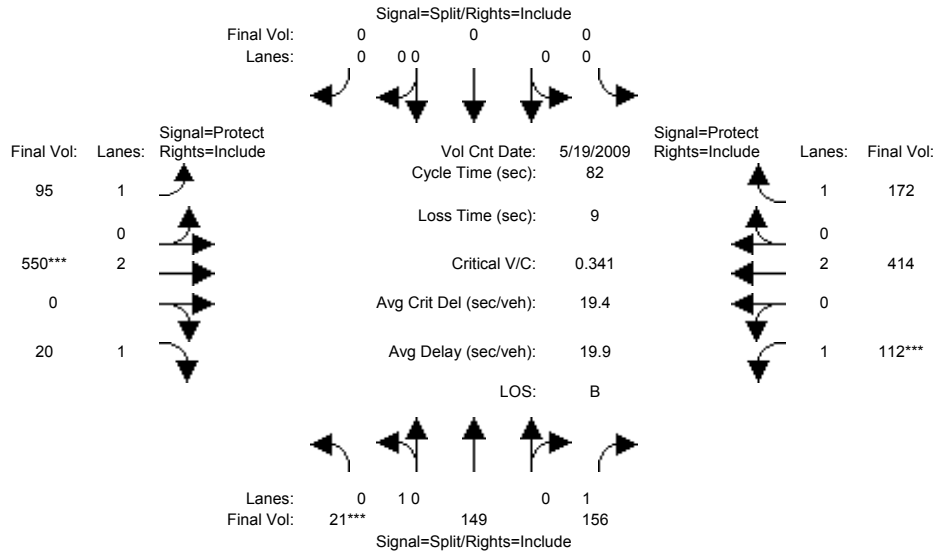 Signal=Split/Rights=Include
Final Vol: 0 0 0
Lanes: 0 0 0 0 0
Signal=Protect Signal=Protect
Final Vol: Lanes: Rights=Include Vol Cnt Date: 5/19/2009 Rights=Include Lanes: Final Vol:
Cycle Time (sec): 82
95 1 1 172
Loss Time (sec): 9
0 0
550*** 2 Critical V/C: 0.341 2 414
0 Avg Crit Del (sec/veh): 19.4 0
20 1 Avg Delay (sec/veh): 19.9 1 112***
LOS: B
Lanes: 0 1 0 0 1
Final Vol: 21*** 149 156
Signal=Split/Rights=Include